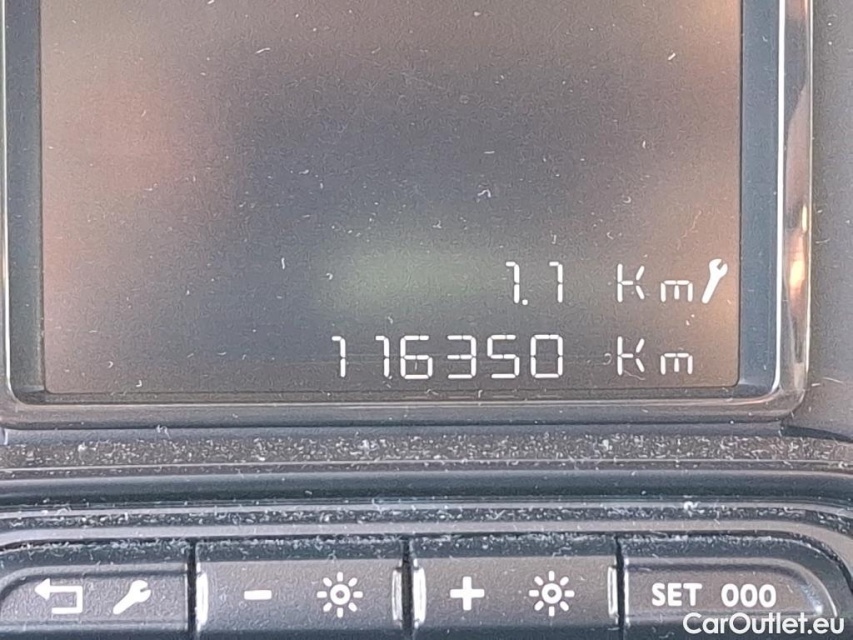 1.1 Km
116350 Km
- +
SET 000
CarOutlet.eu